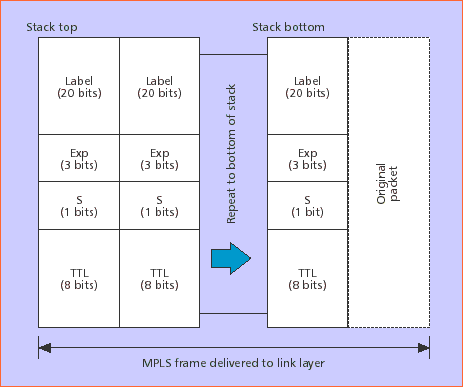 Stack top
Stack bottom
Label
(20 bits)
Label
(20 bits)
Label
(20 bits)
Exp
(3 bits)
Exp
(3 bits)
Exp
(3 bits)
S
(1 bits)
S
(1 bits)
S
(1 bit)
TTL
(8 bits)
TTL
(8 bits)
TTL
(8 bits)
Repeat to bottom of stack
Original
packet
MPLS frame delivered to link layer